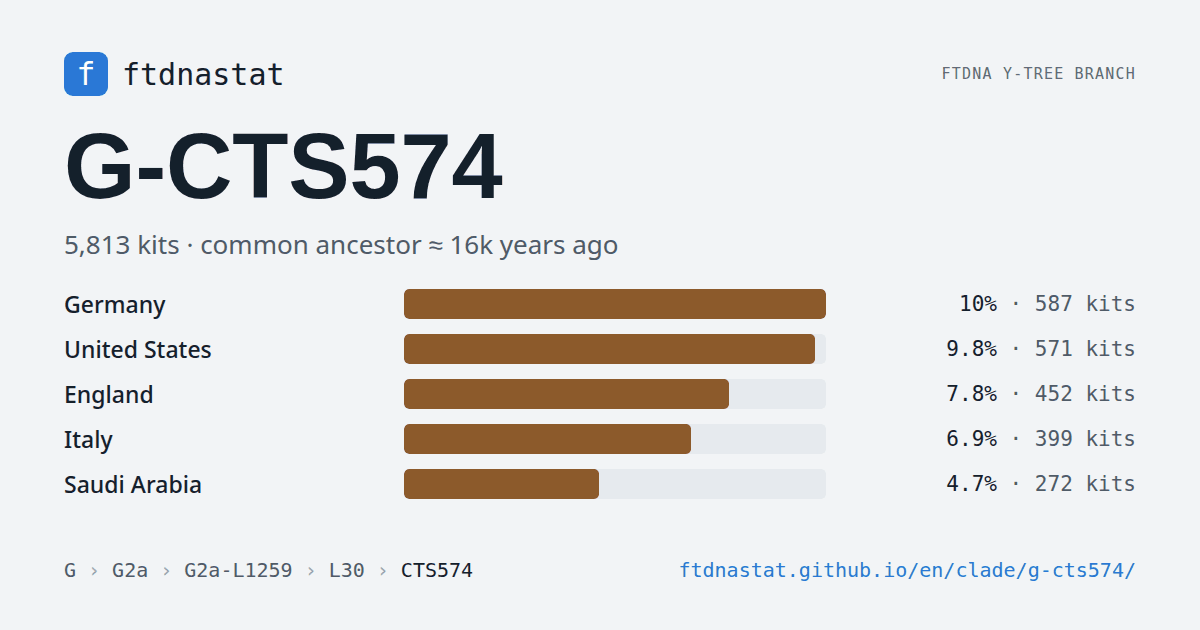 f ftdnastat
FTDNA Y-TREE BRANCH
G-CTS574
5,813 kits · common ancestor ≈ 16k years ago
Germany 10% · 587 kits
United States 9.8% · 571 kits
England 7.8% · 452 kits
Italy 6.9% · 399 kits
Saudi Arabia 4.7% · 272 kits
G › G2a › G2a-L1259 › L30 › CTS574
ftdnastat.github.io/en/clade/g-cts574/